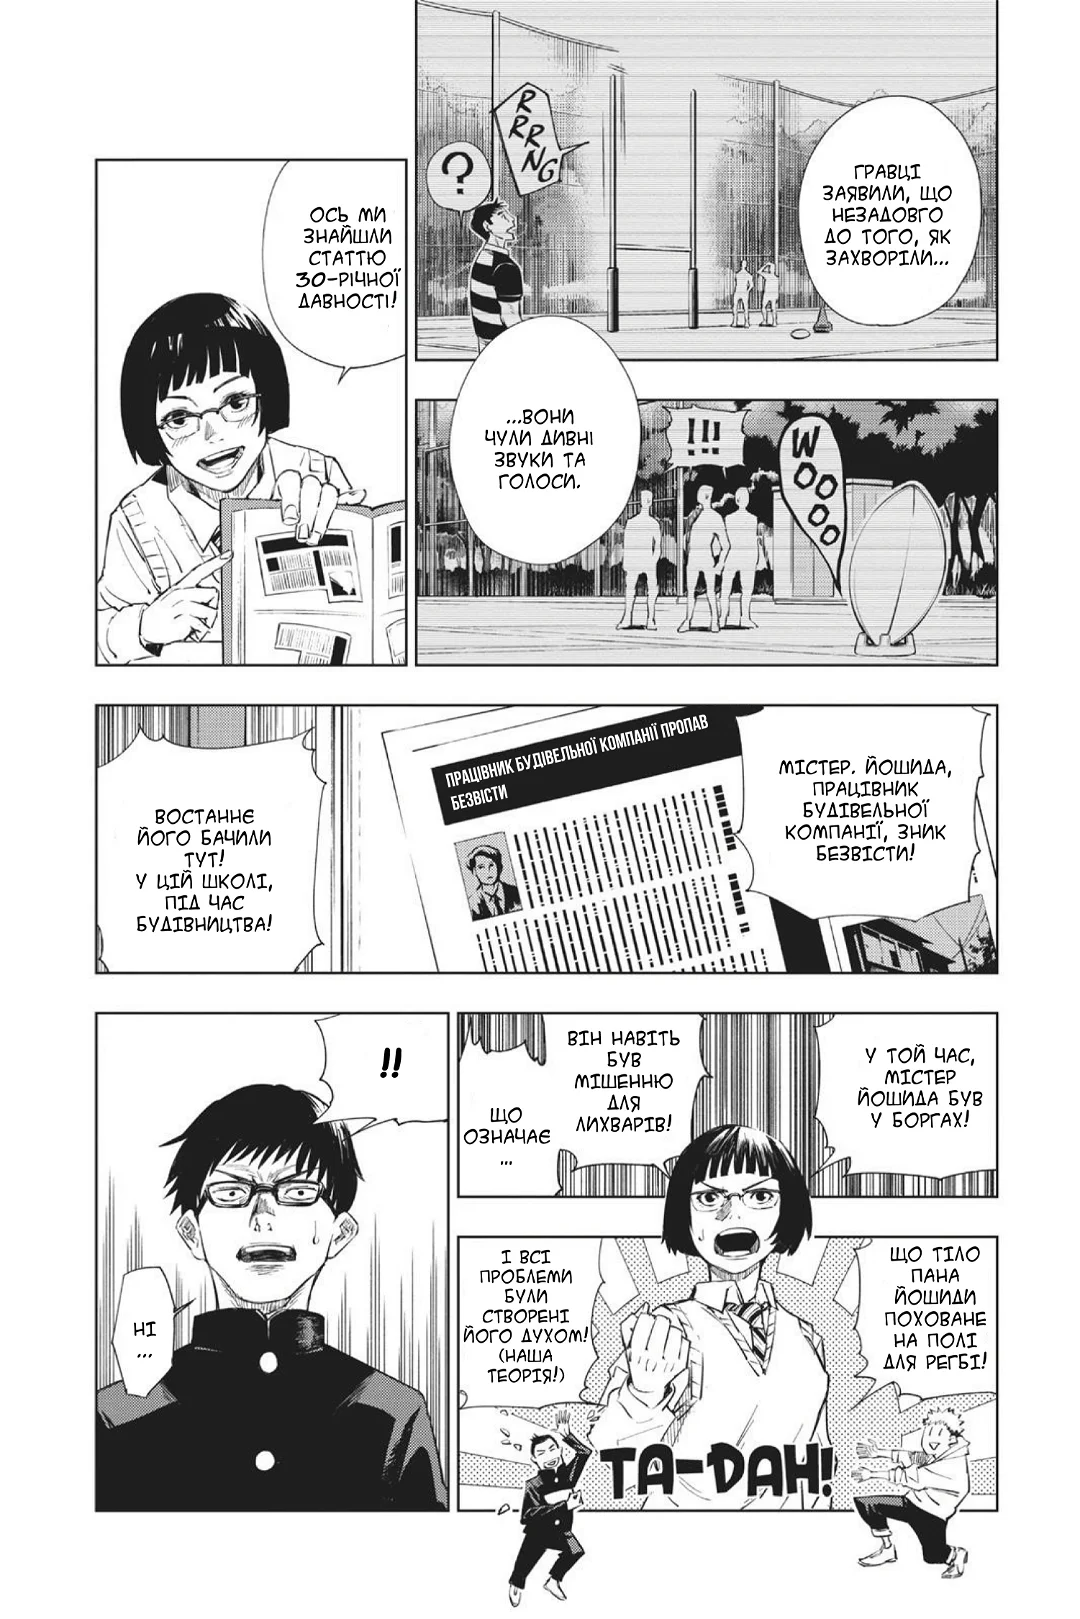 ГРАВЦІ
ЗАЯВИЛИ, ЩО
НЕЗАДОВГО
ДО ТОГО, ЯК
ЗАХВОРІЛИ...
R
RRR
NG
?
ОСЬ МИ
ЗНАЙШЛИ
СТАТТЮ
30-РІЧНОЇ
ДАВНОСТІ!
...ВОНИ
ЧУЛИ ДИВНІ
ЗВУКИ ТА
ГОЛОСИ.
!!!
WOOOOO
МІСТЕР. ЙОШИДА,
ПРАЦІВНИК
БУДІВЕЛЬНОЇ
КОМПАНІЇ, ЗНИК
БЕЗВІСТИ!
ПРАЦІВНИК БУДІВЕЛЬНОЇ КОМПАНІЇ ПРОПАВ
БЕЗВІСТИ
ВОСТАННЄ
ЙОГО БАЧИЛИ
ТУТ!
У ЦІЙ ШКОЛІ,
ПІД ЧАС
БУДІВНИЦТВА!
У ТОЙ ЧАС,
МІСТЕР
ЙОШИДА БУВ
У БОРГАХ!
ВІН НАВІТЬ
БУВ
МІШЕННЮ
ДЛЯ
ЛИХВАРІВ!
ЩО
ОЗНАЧАЄ
...
ЩО ТІЛО
ПАНА
ЙОШИДИ
ПОХОВАНЕ
НА ПОЛІ
ДЛЯ РЕГБІ!
І ВСІ
ПРОБЛЕМИ
БУЛИ
СТВОРЕНІ
ЙОГО ДУХОМ!
(НАША
ТЕОРІЯ!)
TA-DAH!
!!
НІ
...